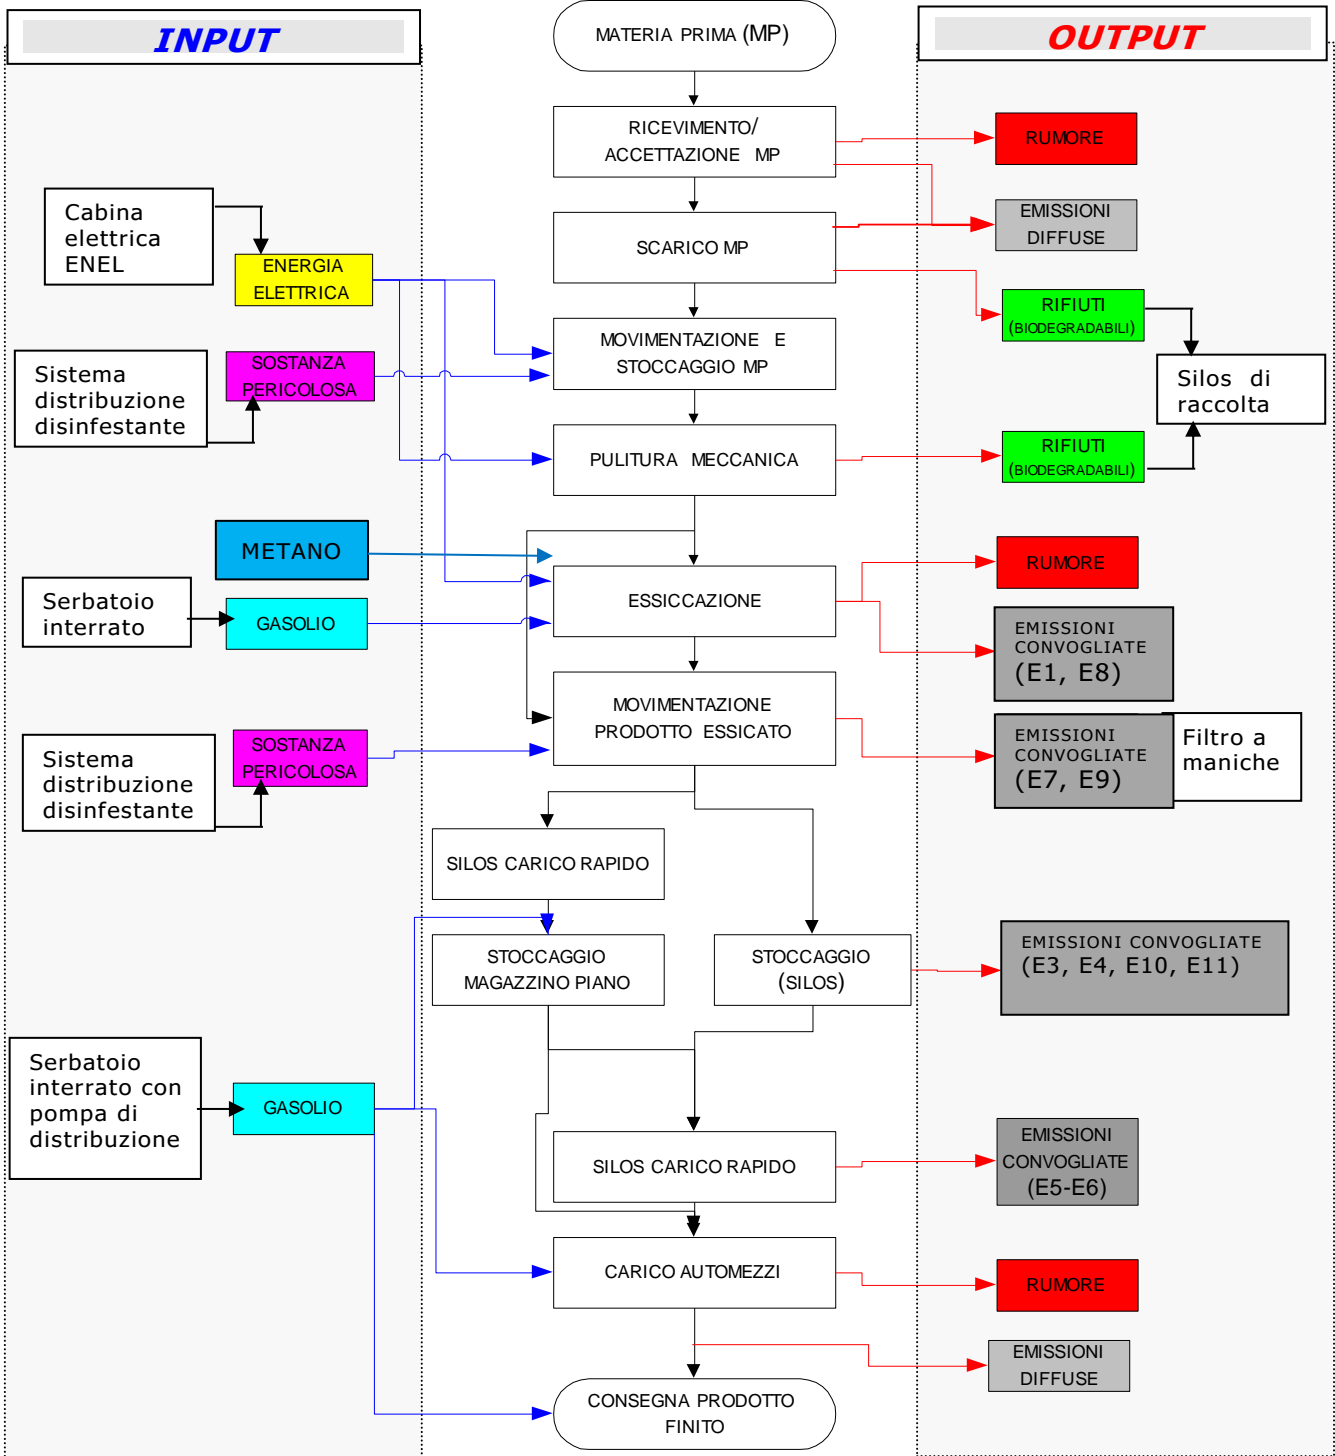 INPUT
MATERIA PRIMA (MP)
OUTPUT
RICEVIMENTO/
ACCETTAZIONE MP
RUMORE
Cabina
elettrica
ENEL
ENERGIA
ELETTRICA
SCARICO MP
EMISSIONI
DIFFUSE
RIFIUTI
(BIODEGRADABILI)
Sistema
distribuzione
disinfestante
SOSTANZA
PERICOLOSA
MOVIMENTAZIONE E
STOCCAGGIO MP
Silos di
raccolta
PULITURA MECCANICA
RIFIUTI
(BIODEGRADABILI)
METANO
RUMORE
Serbatoio
interrato
GASOLIO
ESSICCAZIONE
EMISSIONI
CONVOGLIATE
(E1, E8)
MOVIMENTAZIONE
PRODOTTO ESSICATO
Sistema
distribuzione
disinfestante
SOSTANZA
PERICOLOSA
EMISSIONI
CONVOGLIATE
(E7, E9)
Filtro a
maniche
SILOS CARICO RAPIDO
STOCCAGGIO
MAGAZZINO PIANO
STOCCAGGIO
(SILOS)
EMISSIONI CONVOGLIATE
(E3, E4, E10, E11)
Serbatoio
interrato con
pompa di
distribuzione
GASOLIO
SILOS CARICO RAPIDO
EMISSIONI
CONVOGLIATE
(E5-E6)
CARICO AUTOMEZZI
RUMORE
EMISSIONI
DIFFUSE
CONSEGNA PRODOTTO
FINITO